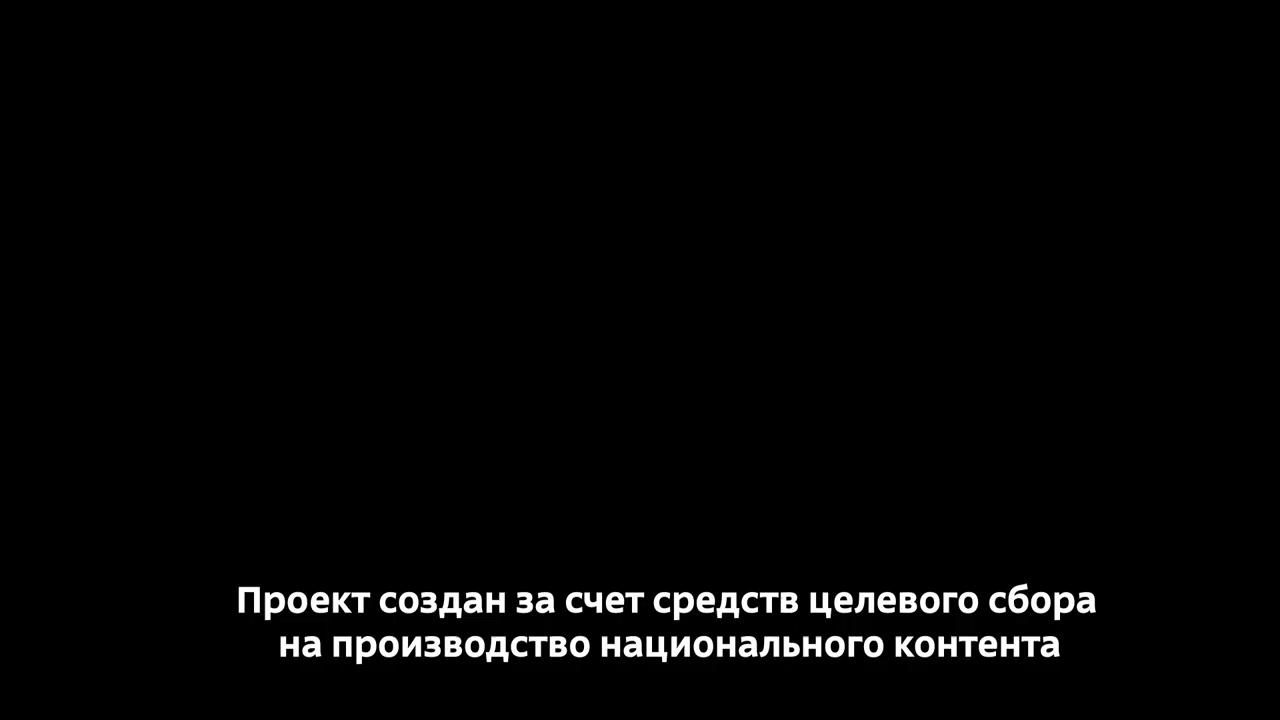 Проект создан за счет средств целевого сбора
на производство национального контента